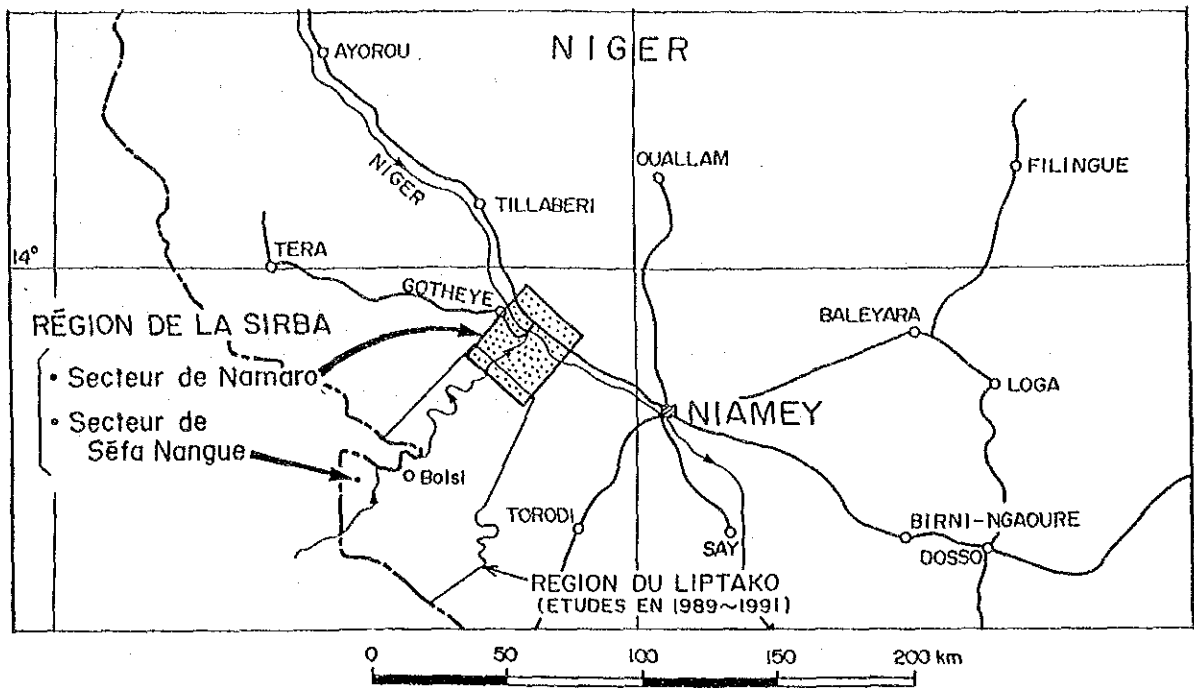 NIGER
AYOROU
NIGER
OUALLAM
FILINGUE
TILLABERI
14°
TERA
GOTHEYE
BALEYARA
RÉGION DE LA SIRBA
• Secteur de Namaro
LOGA
NIAMEY
• Secteur de
Séfa Nangue
Bolsi
TORODI
SAY
BIRNI-NGAOURE
DOSSO
REGION DU LIPTAKO
(ETUDES EN 1989~1991)
0 50 100 150 200 km